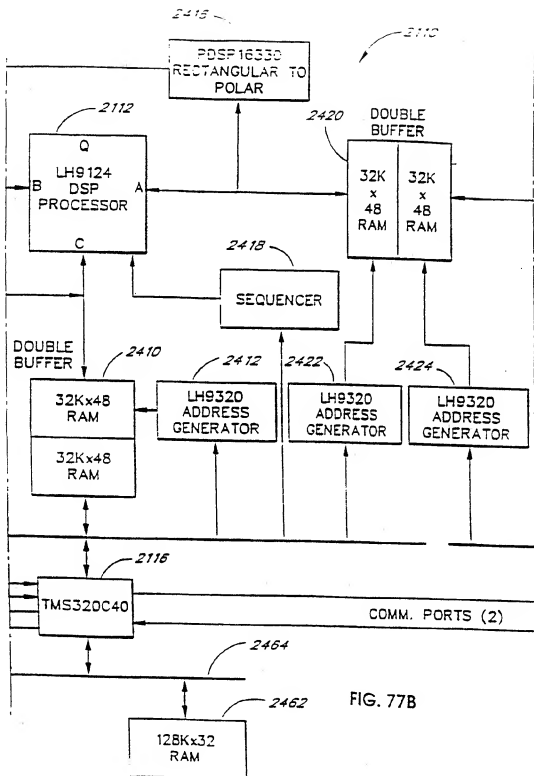 2415
PDSP16330
RECTANGULAR TO
POLAR
2110
2112
Q
LH9124
DSP
PROCESSOR
B
A
C
DOUBLE
BUFFER
2420
32K
x
48
RAM
32K
x
48
RAM
2418
SEQUENCER
DOUBLE
BUFFER
2410
32Kx48
RAM
32Kx48
RAM
2412
LH9320
ADDRESS
GENERATOR
2422
LH9320
ADDRESS
GENERATOR
2424
LH9320
ADDRESS
GENERATOR
2116
TMS320C40
COMM. PORTS (2)
2464
2462
128Kx32
RAM
FIG. 77B